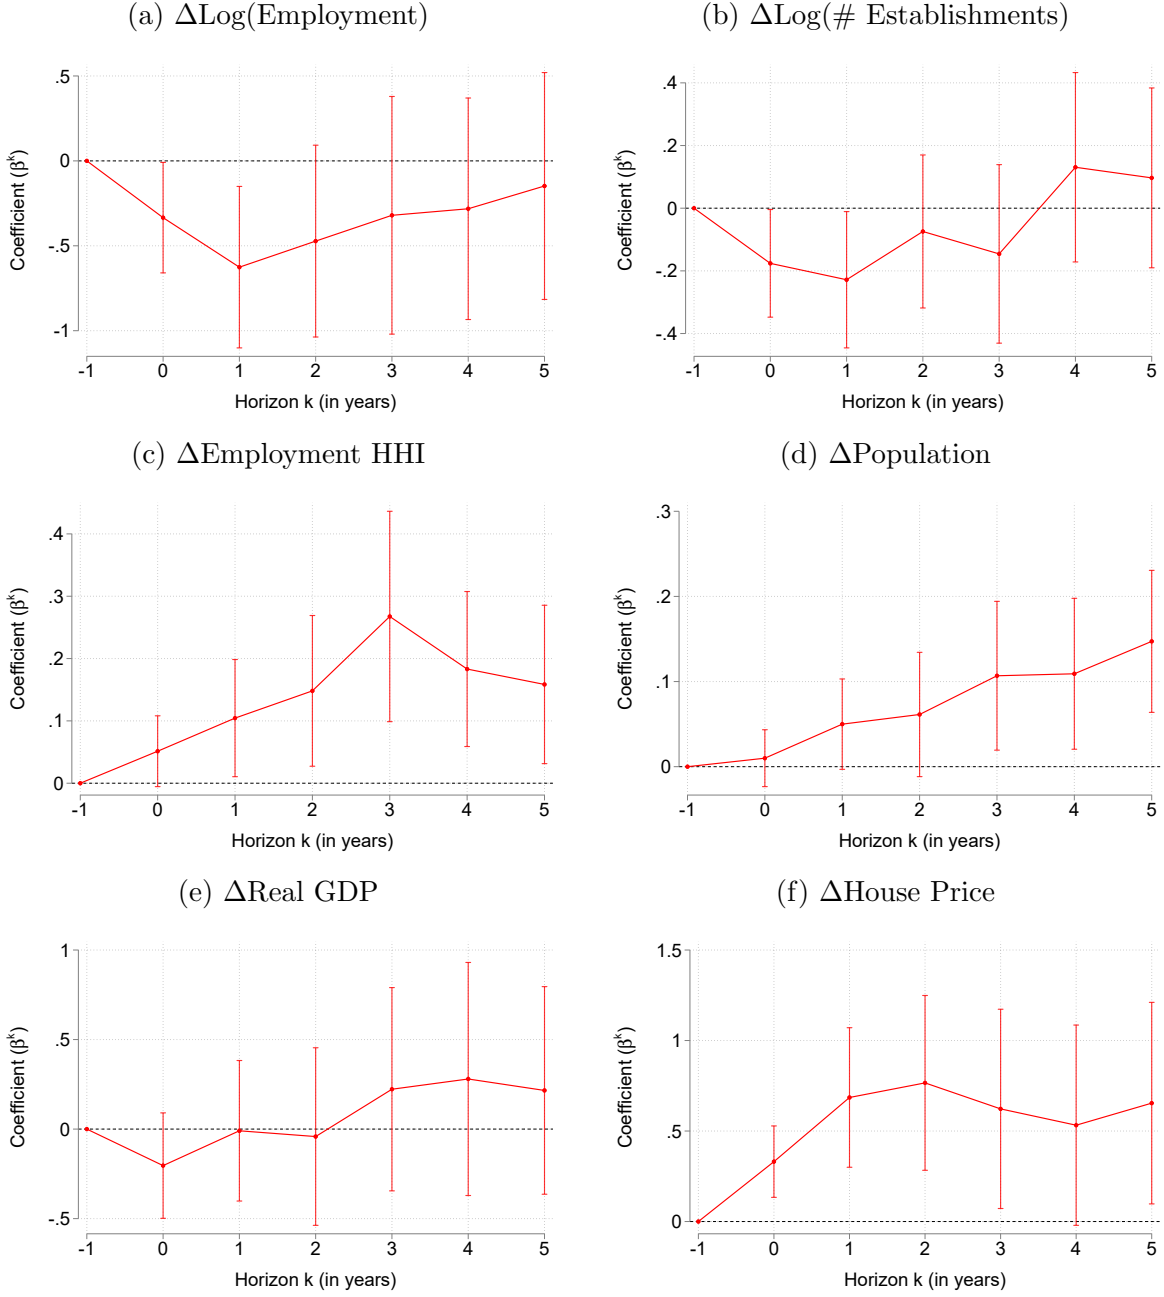 (a) ΔLog(Employment)
.5
0
-.5
-1
Coefficient (β^k)
-1 0 1 2 3 4 5
Horizon k (in years)
(b) ΔLog(# Establishments)
.4
.2
0
-.2
-.4
Coefficient (β^k)
-1 0 1 2 3 4 5
Horizon k (in years)
(c) ΔEmployment HHI
.4
.3
.2
.1
0
Coefficient (β^k)
-1 0 1 2 3 4 5
Horizon k (in years)
(d) ΔPopulation
.3
.2
.1
0
Coefficient (β^k)
-1 0 1 2 3 4 5
Horizon k (in years)
(e) ΔReal GDP
1
.5
0
-.5
Coefficient (β^k)
-1 0 1 2 3 4 5
Horizon k (in years)
(f) ΔHouse Price
1.5
1
.5
0
Coefficient (β^k)
-1 0 1 2 3 4 5
Horizon k (in years)